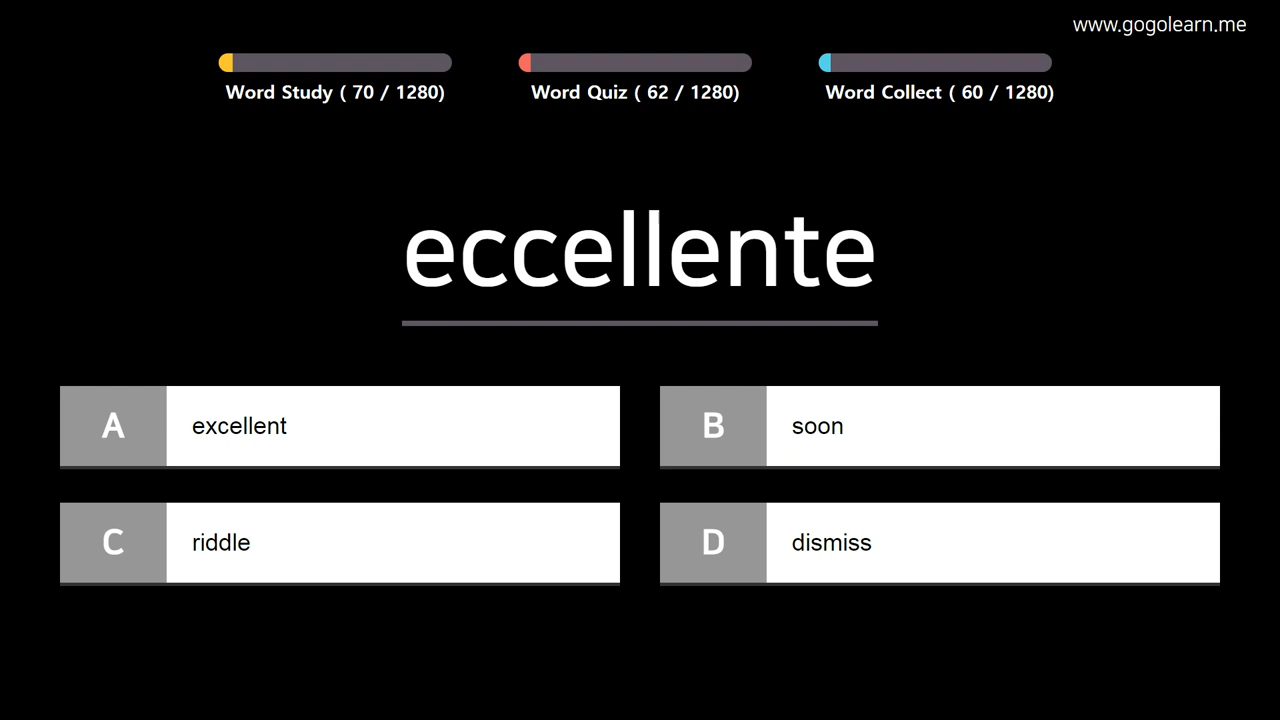 www.gogolearn.me
Word Study ( 70 / 1280)
Word Quiz ( 62 / 1280)
Word Collect ( 60 / 1280)
eccellente
A excellent
B soon
C riddle
D dismiss